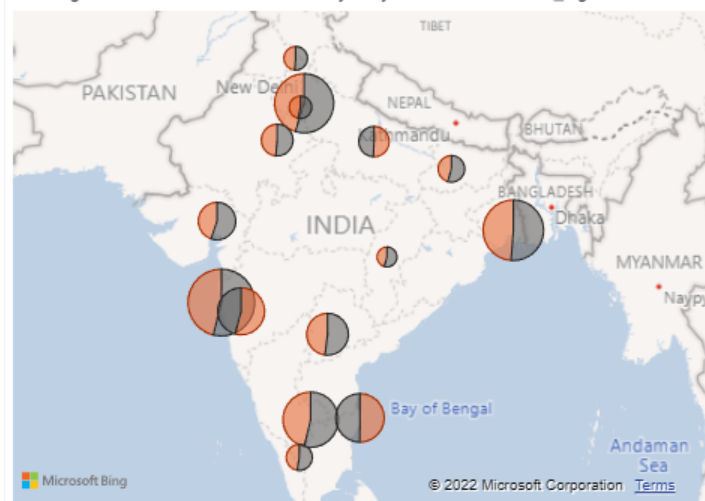 TIBET
PAKISTAN
New Delhi
NEPAL
Kathmandu
BHUTAN
BANGLADESH
Dhaka
INDIA
MYANMAR
Naypy
Bay of Bengal
Andaman
Sea
Microsoft Bing
© 2022 Microsoft Corporation Terms